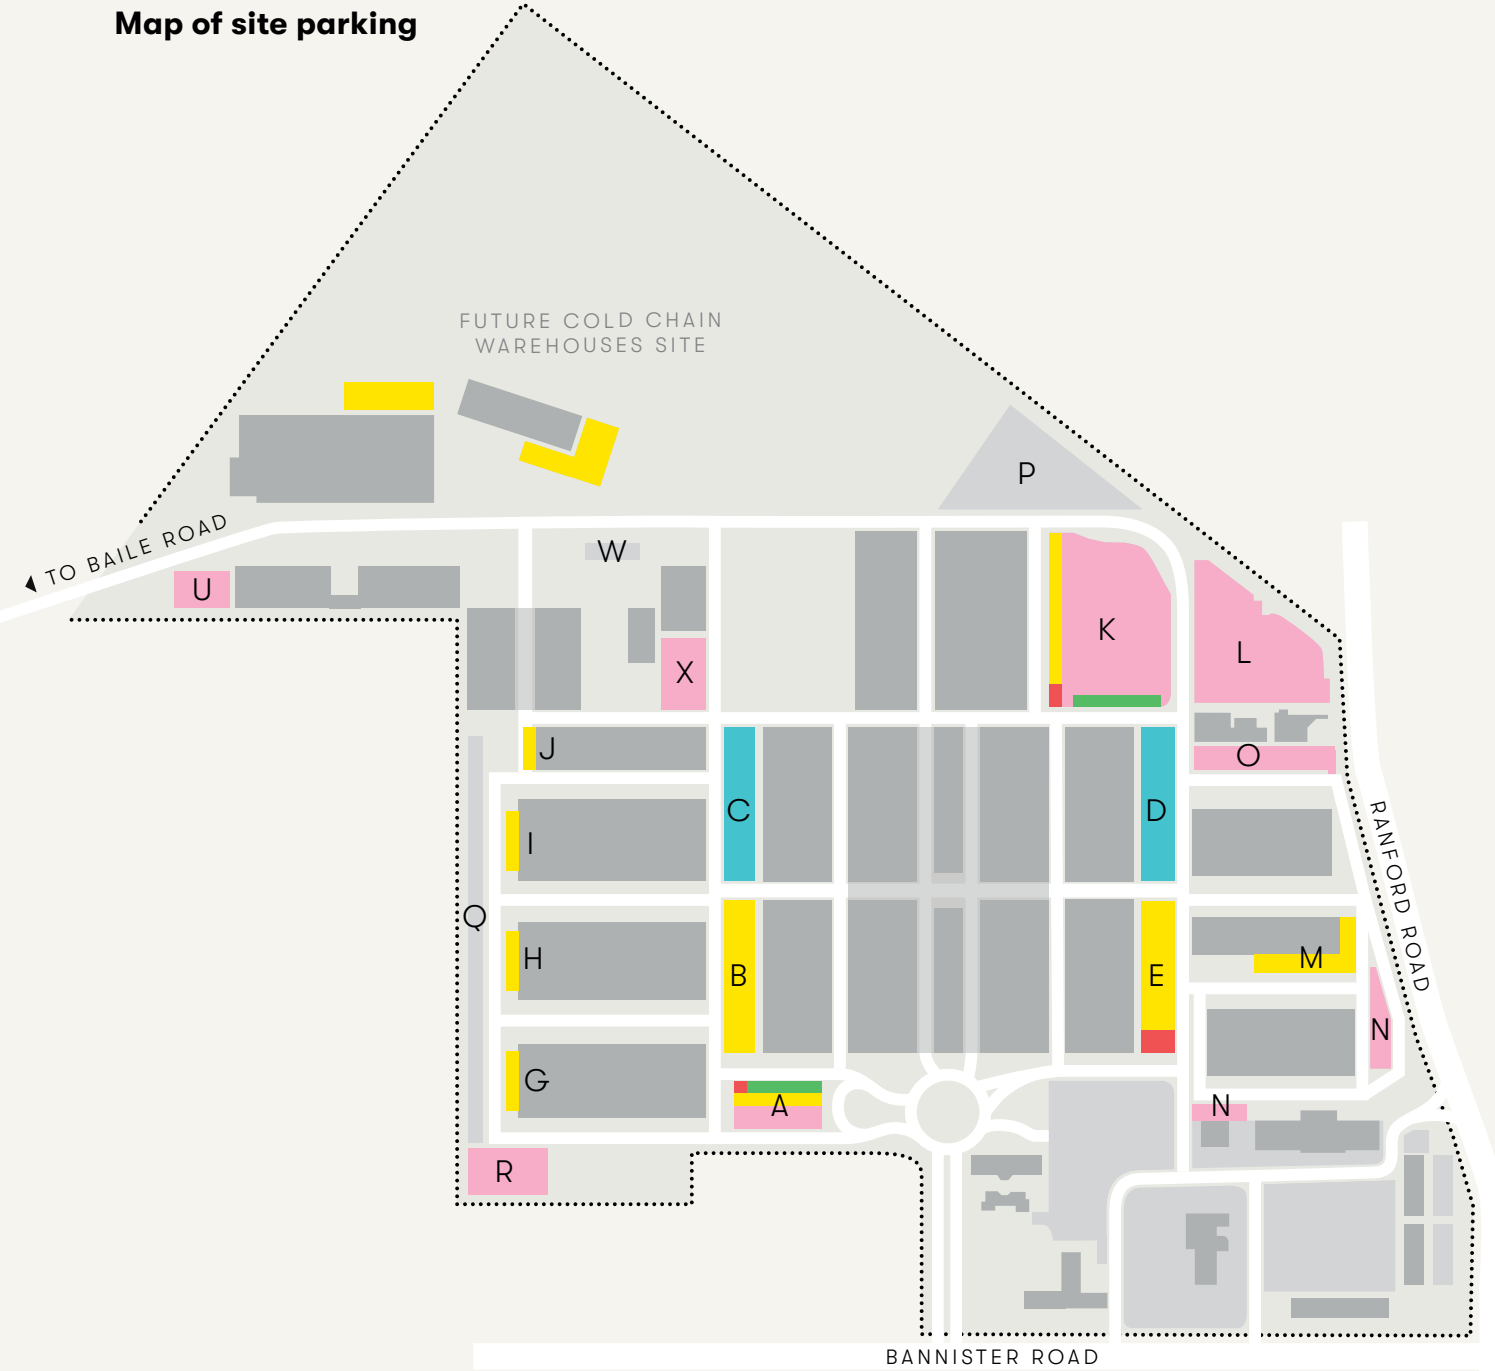 Map of site parking
FUTURE COLD CHAIN
WAREHOUSES SITE
P
TO BAILE ROAD
W
U
K
L
X
J
O
C
D
I
RANFORD ROAD
Q
H
B
E
M
N
G
A
N
R
BANNISTER ROAD